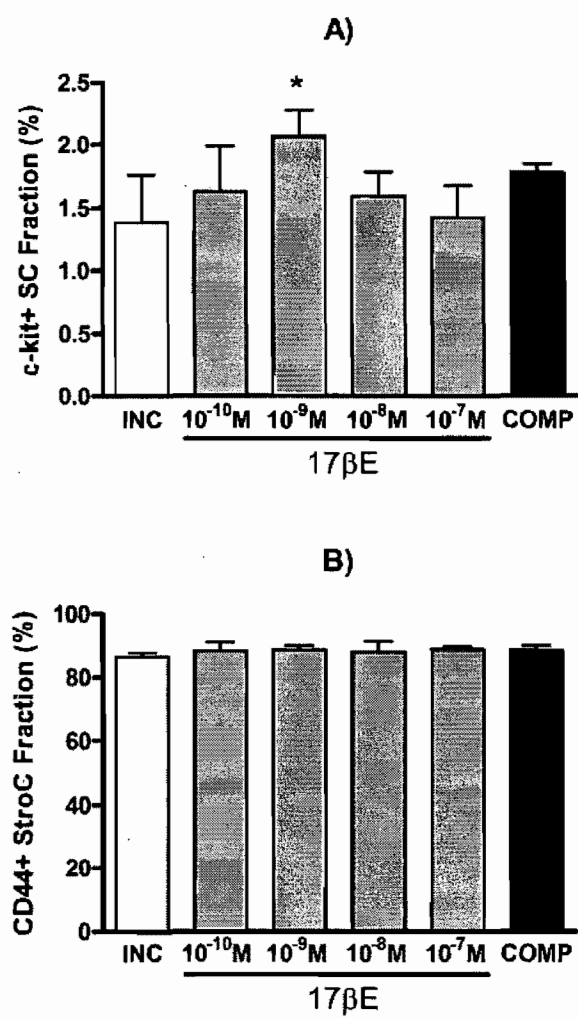 A)
*
c-kit+ SC Fraction (%)
2.5
2.0
1.5
1.0
0.5
0.0
INC 10⁻¹⁰M 10⁻⁹M 10⁻⁸M 10⁻⁷M COMP
17βE
B)
CD44+ StroC Fraction (%)
100
80
60
40
20
0
INC 10⁻¹⁰M 10⁻⁹M 10⁻⁸M 10⁻⁷M COMP
17βE